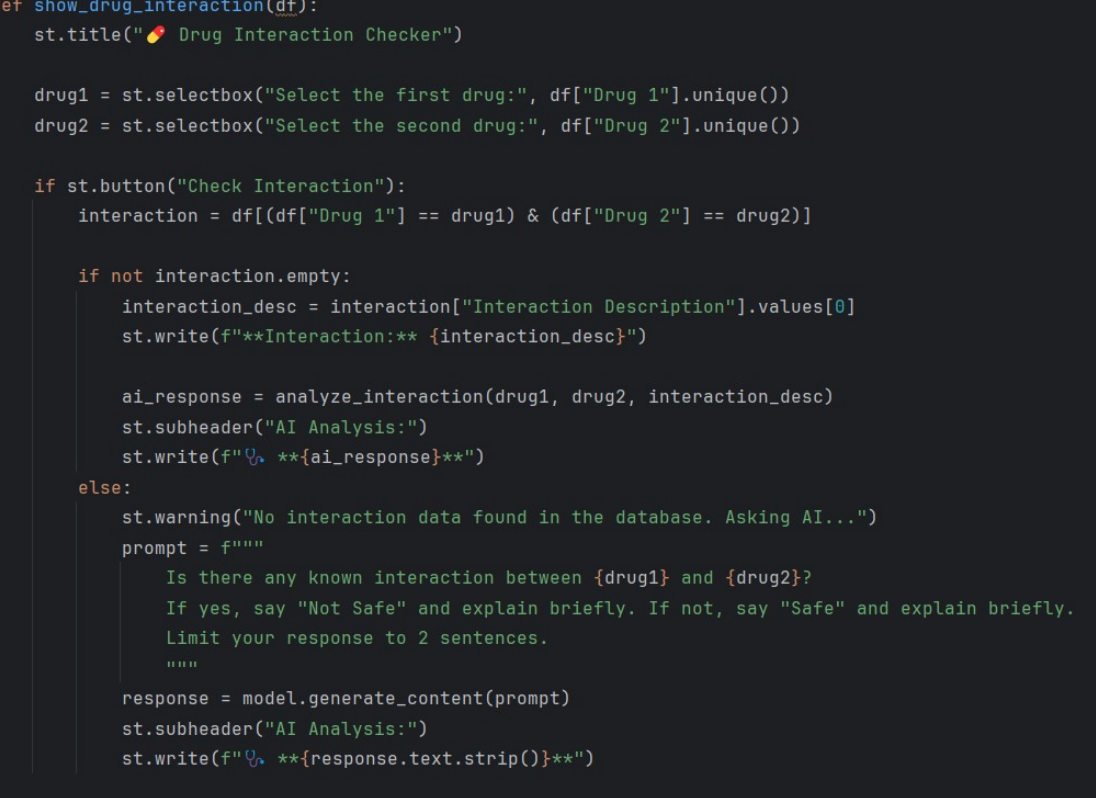 ef show_drug_interaction(df):
st.title("💊 Drug Interaction Checker")
drug1 = st.selectbox("Select the first drug:", df["Drug 1"].unique())
drug2 = st.selectbox("Select the second drug:", df["Drug 2"].unique())
if st.button("Check Interaction"):
interaction = df[(df["Drug 1"] == drug1) & (df["Drug 2"] == drug2)]
if not interaction.empty:
interaction_desc = interaction["Interaction Description"].values[0]
st.write(f"**Interaction:** {interaction_desc}")
ai_response = analyze_interaction(drug1, drug2, interaction_desc)
st.subheader("AI Analysis:")
st.write(f"🩺 **{ai_response}**")
else:
st.warning("No interaction data found in the database. Asking AI...")
prompt = f"""
Is there any known interaction between {drug1} and {drug2}?
If yes, say "Not Safe" and explain briefly. If not, say "Safe" and explain briefly.
Limit your response to 2 sentences.
"""
response = model.generate_content(prompt)
st.subheader("AI Analysis:")
st.write(f"🩺 **{response.text.strip()}**")